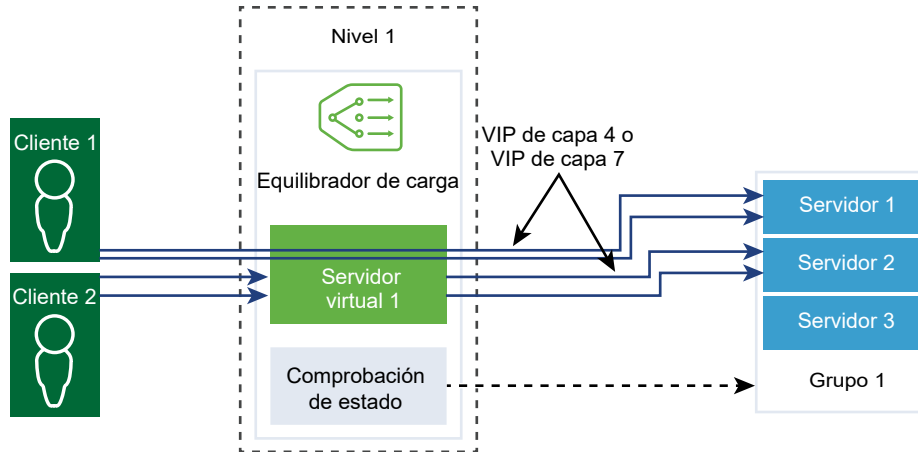 Nivel 1
Cliente 1
Equilibrador de carga
VIP de capa 4 o
VIP de capa 7
Servidor 1
Servidor 2
Servidor 3
Grupo 1
Servidor
virtual 1
Cliente 2
Comprobación
de estado